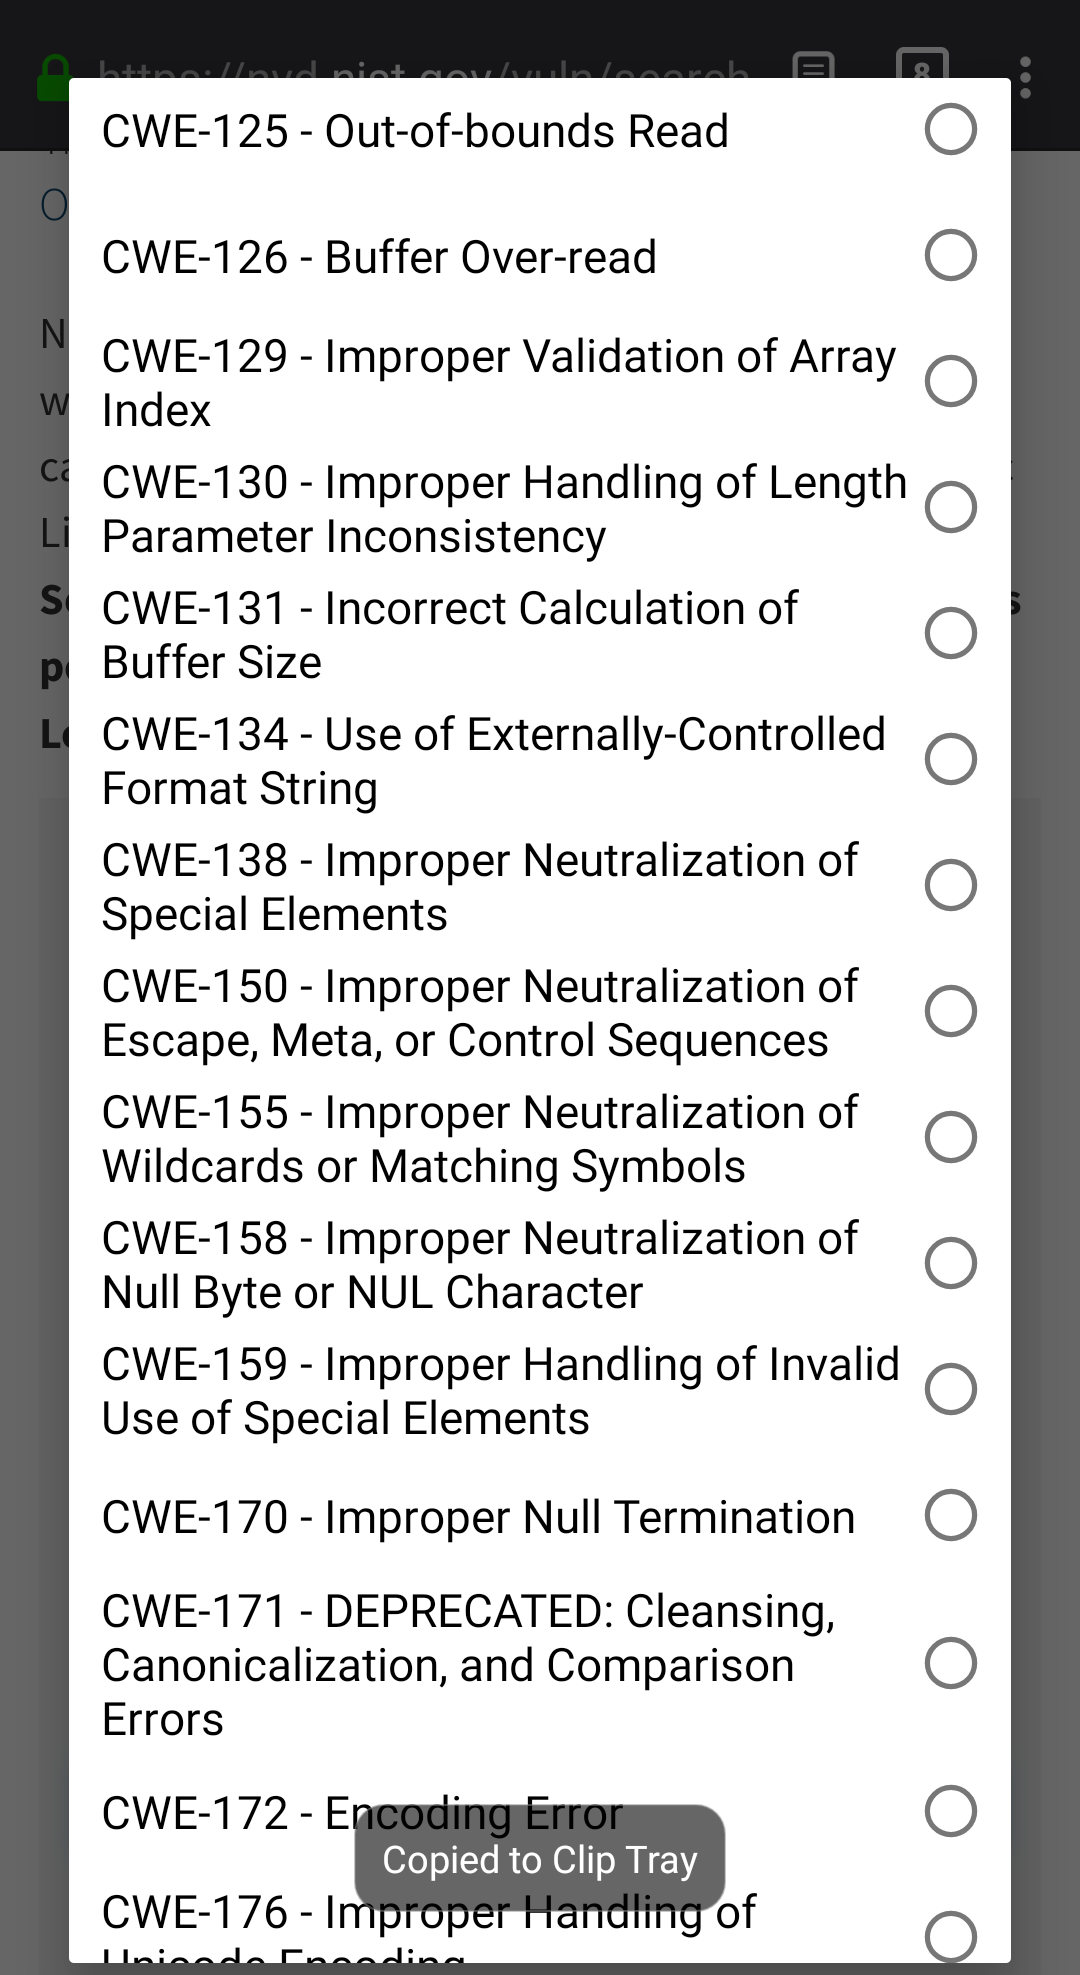 https://nvd.nist.gov/vuln/search
8
CWE-125 - Out-of-bounds Read
CWE-126 - Buffer Over-read
CWE-129 - Improper Validation of Array
Index
CWE-130 - Improper Handling of Length
Parameter Inconsistency
CWE-131 - Incorrect Calculation of
Buffer Size
CWE-134 - Use of Externally-Controlled
Format String
CWE-138 - Improper Neutralization of
Special Elements
CWE-150 - Improper Neutralization of
Escape, Meta, or Control Sequences
CWE-155 - Improper Neutralization of
Wildcards or Matching Symbols
CWE-158 - Improper Neutralization of
Null Byte or NUL Character
CWE-159 - Improper Handling of Invalid
Use of Special Elements
CWE-170 - Improper Null Termination
CWE-171 - DEPRECATED: Cleansing,
Canonicalization, and Comparison
Errors
CWE-172 - Encoding Error
Copied to Clip Tray
CWE-176 - Improper Handling of
Unicode Encoding